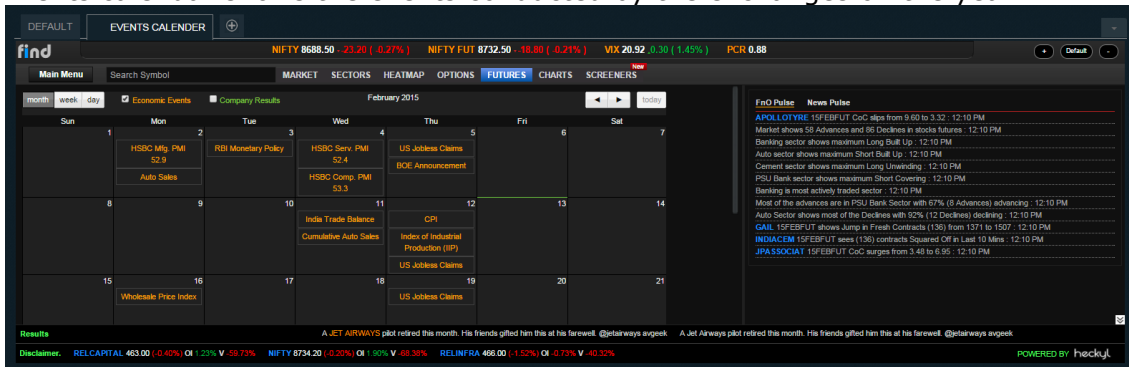 DEFAULT EVENTS CALENDER
find NIFTY 8688.50 -23.20 ( -0.27% ) NIFTY FUT 8732.50 -18.80 ( -0.21% ) VIX 20.92 ,0.30 ( 1.45% ) PCR 0.88 + Default -
New
Main Menu Search Symbol MARKET SECTORS HEATMAP OPTIONS FUTURES CHARTS SCREENERS
month week day Economic Events Company Results February 2015 today
Sun Mon Tue Wed Thu Fri Sat
1 2 3 4 5 6 7
HSBC Mfg. PMI
52.9
Auto Sales
RBI Monetary Policy
HSBC Serv. PMI
52.4
HSBC Comp. PMI
53.3
US Jobless Claims
BOE Announcement
8 9 10 11 12 13 14
India Trade Balance
Cumulative Auto Sales
CPI
Index of Industrial
Production (IIP)
US Jobless Claims
15 16 17 18 19 20 21
Wholesale Price Index
US Jobless Claims
FnO Pulse News Pulse
APOLLOTYRE 15FEBFUT CoC slips from 9.60 to 3.32 : 12:10 PM
Market shows 58 Advances and 86 Declines in stocks futures : 12:10 PM
Banking sector shows maximum Long Built Up : 12:10 PM
Auto sector shows maximum Short Built Up : 12:10 PM
Cement sector shows maximum Long Unwinding : 12:10 PM
PSU Bank sector shows maximum Short Covering : 12:10 PM
Banking is most actively traded sector : 12:10 PM
Most of the advances are in PSU Bank Sector with 67% (8 Advances) advancing : 12:10 PM
Auto Sector shows most of the Declines with 92% (12 Declines) declining : 12:10 PM
GAIL 15FEBFUT shows Jump in Fresh Contracts (136) from 1371 to 1507 : 12:10 PM
INDIACEM 15FEBFUT sees (136) contracts Squared Off in Last 10 Mins : 12:10 PM
JPASSOCIAT 15FEBFUT CoC surges from 3.48 to 6.95 : 12:10 PM
Results A JET AIRWAYS pilot retired this month. His friends gifted him this at his farewell. @jetairways avgeek A Jet Airways pilot retired this month. His friends gifted him this at his farewell. @jetairways avgeek
Disclaimer. RELCAPITAL 463.00 (-0.40%) OI 1.23% V -59.73% NIFTY 8734.20 (-0.20%) OI 1.90% V -68.38% RELINFRA 466.00 (-1.52%) OI -0.73% V -40.32% POWERED BY heckyl